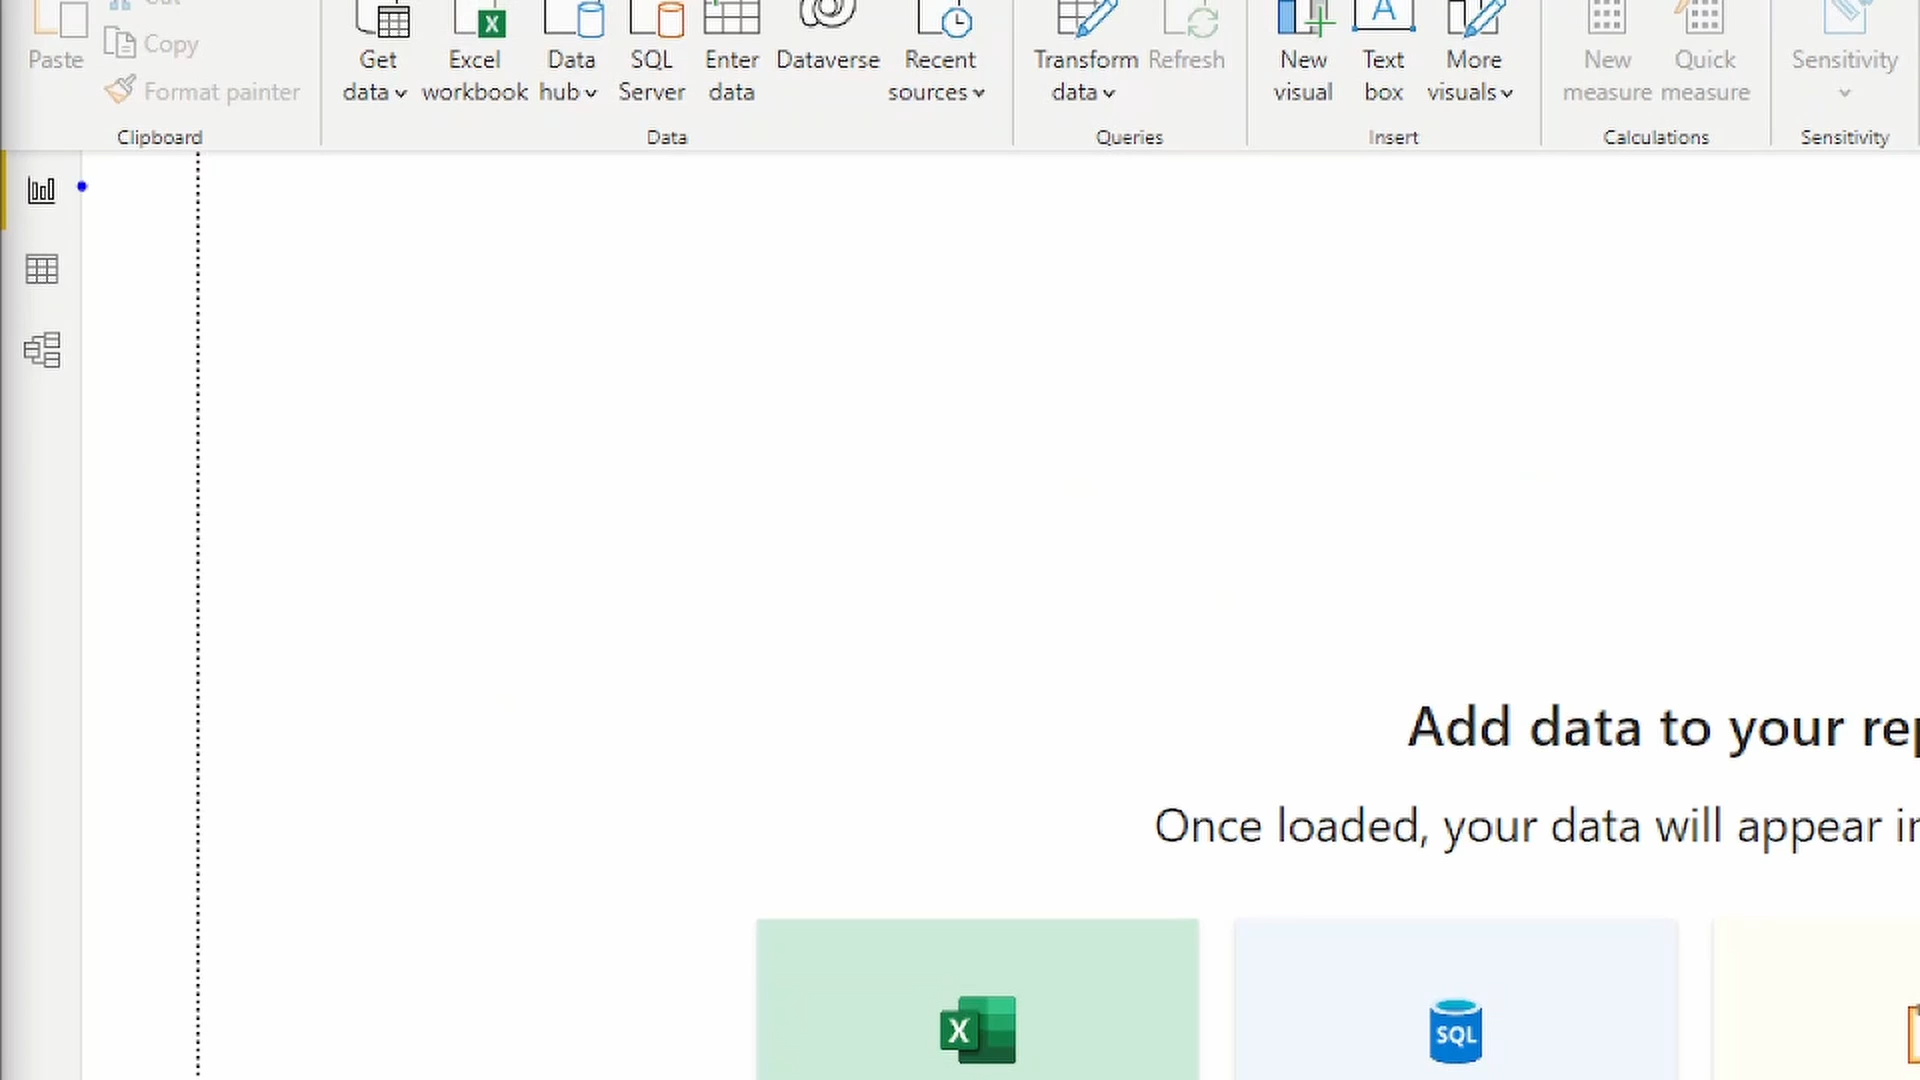 Paste
Copy
Format painter
Clipboard
Get data
Excel workbook
Data hub
SQL Server
Enter data
Dataverse
Recent sources
Data
Transform data
Refresh
Queries
New visual
Text box
More visuals
Insert
New measure
Quick measure
Calculations
Sensitivity
Sensitivity
Add data to your
Once loaded, your data will appear
X
SQL